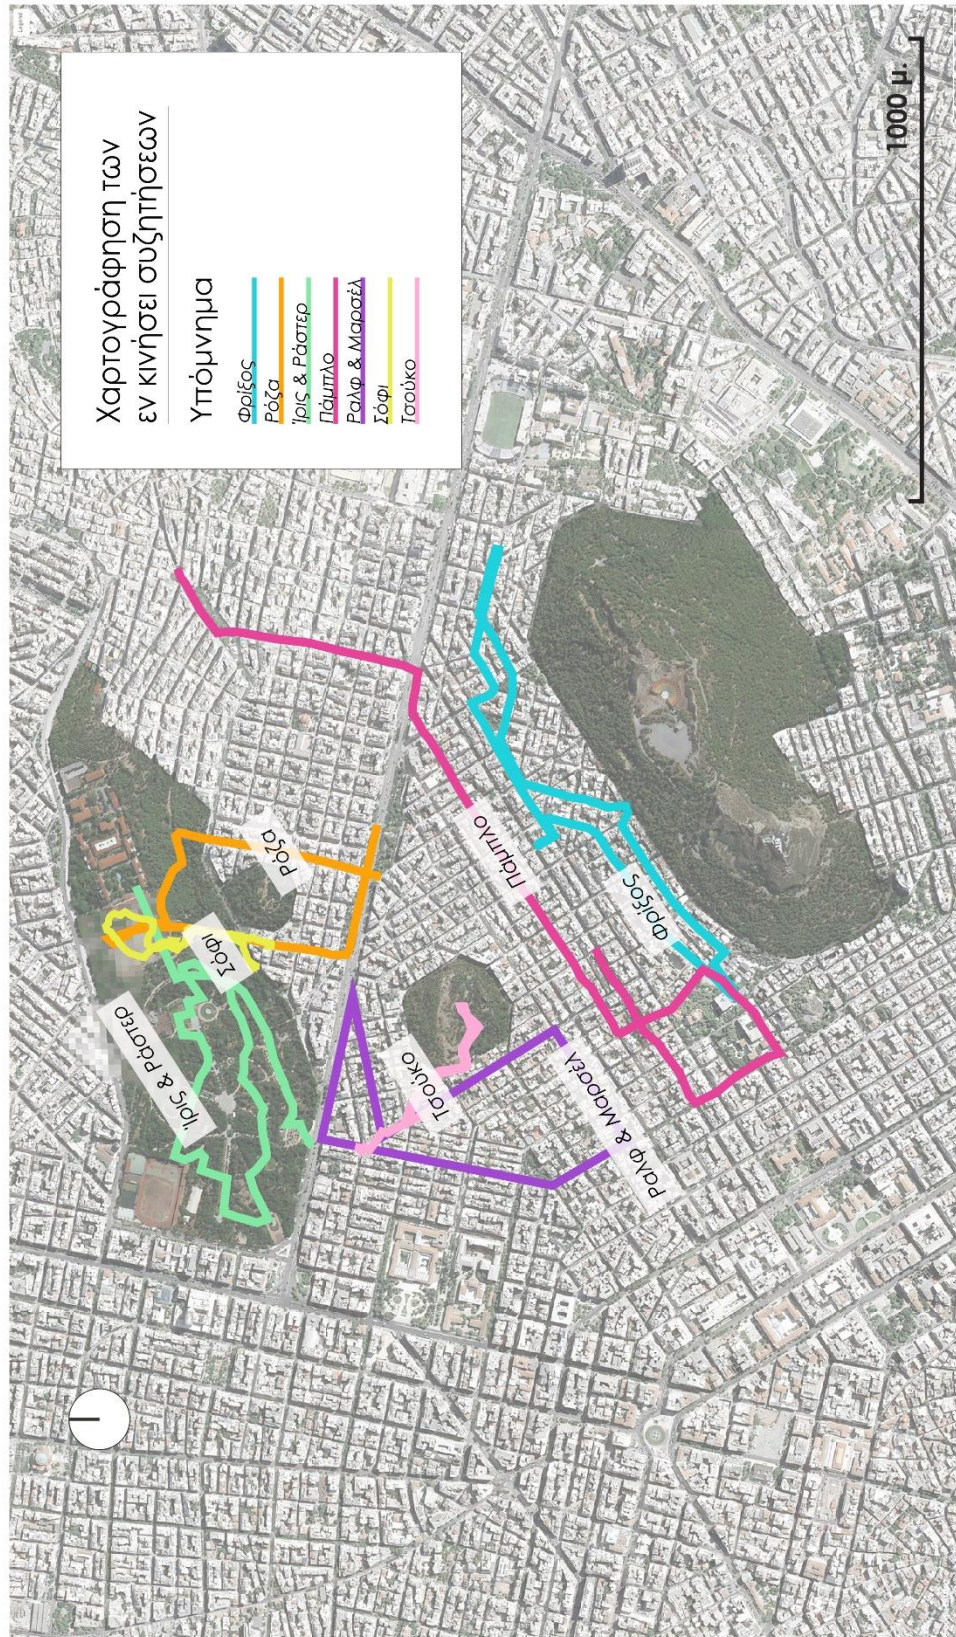 Χαρτογράφηση των
εν κινήσει συζητήσεων
Υπόμνημα
Φρίξος
Ρόζα
Ίρις & Ράστερ
Πάμπλο
Ραλφ & Μαρσέλ
Σόφι
Τσούκο
Ίρις & Ράστερ
Σόφι
Ρόζα
Τσούκο
Πάμπλο
Ραλφ & Μαρσέλ
Φρίξος
1000 μ.
Legend